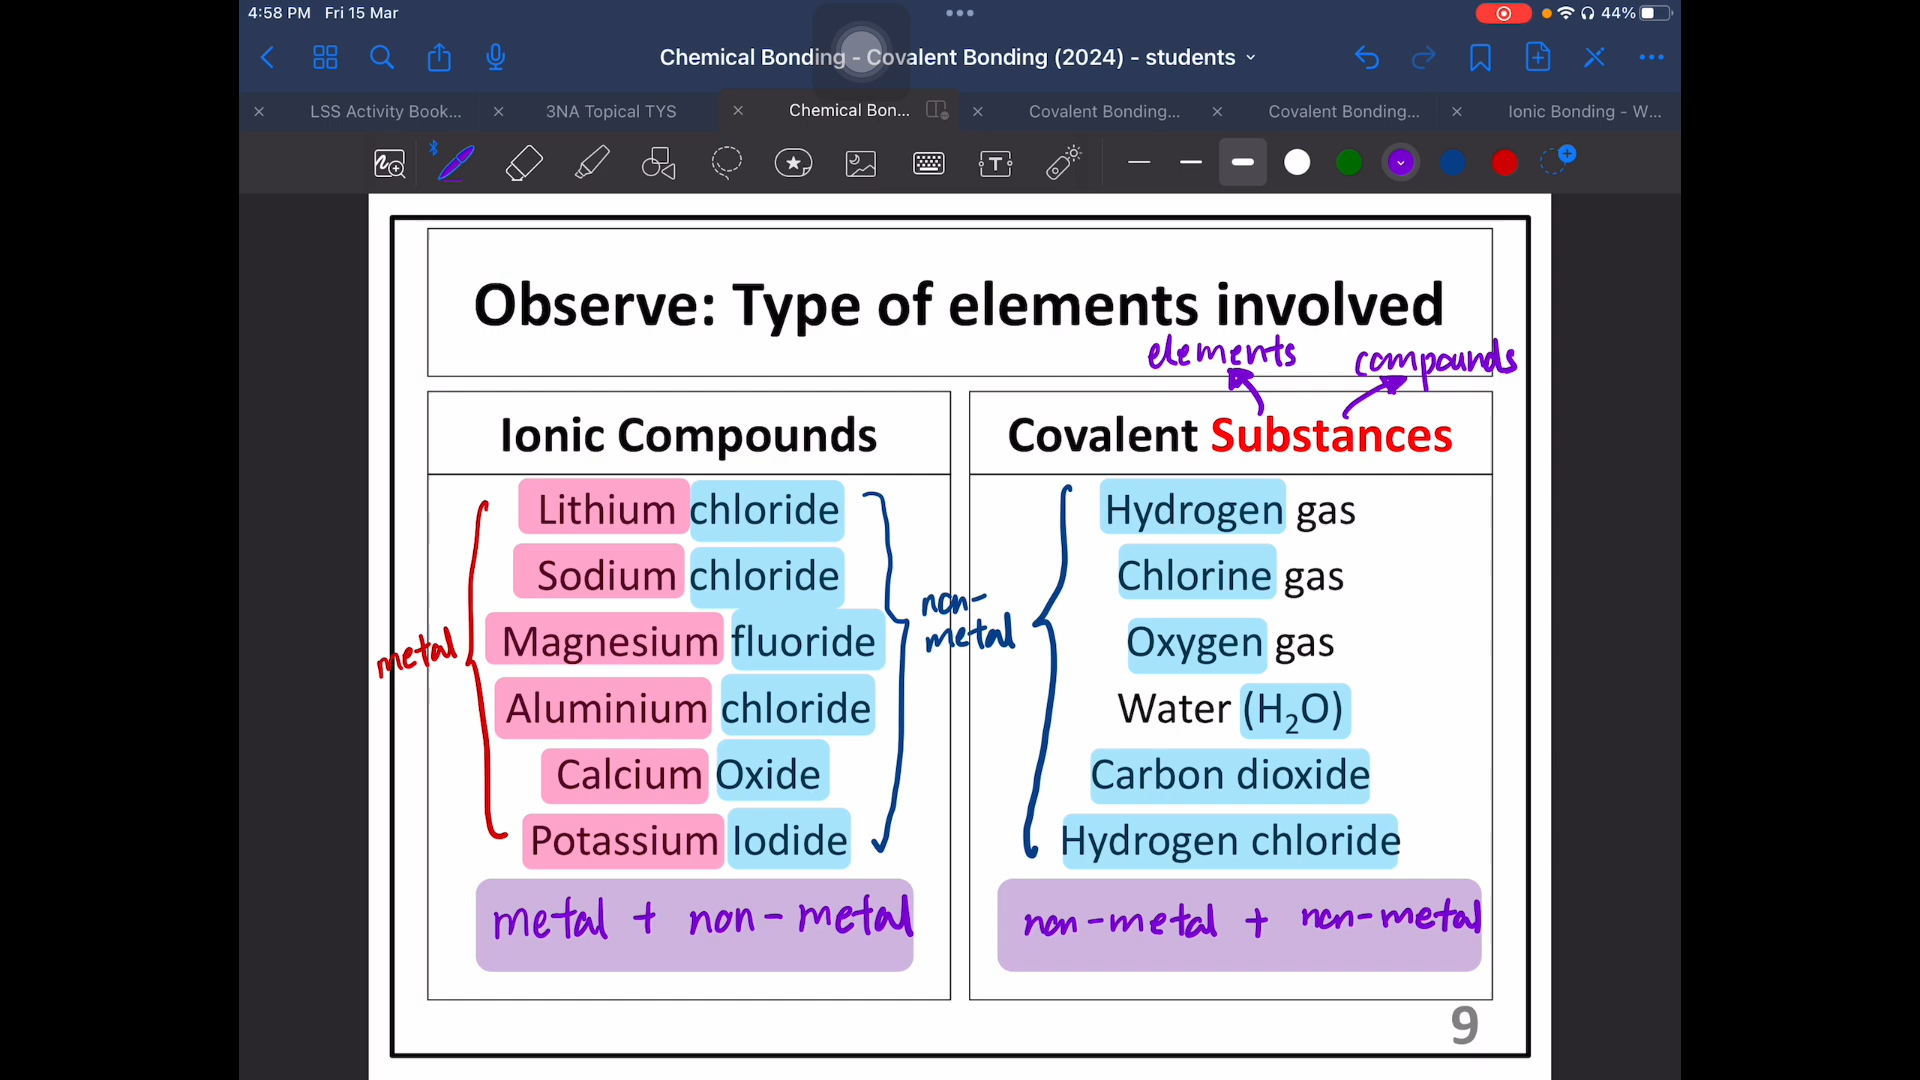 4:58 PM Fri 15 Mar
44%
Chemical Bonding - Covalent Bonding (2024) - students
LSS Activity Book...
3NA Topical TYS
Chemical Bon...
Covalent Bonding...
Covalent Bonding...
Ionic Bonding - W...
T
Observe: Type of elements involved
elements
compounds
Ionic Compounds
Covalent Substances
metal
Lithium chloride
Sodium chloride
Magnesium fluoride
Aluminium chloride
Calcium Oxide
Potassium Iodide
metal + non-metal
non-
metal
Hydrogen gas
Chlorine gas
Oxygen gas
Water (H₂O)
Carbon dioxide
Hydrogen chloride
non-metal + non-metal
9